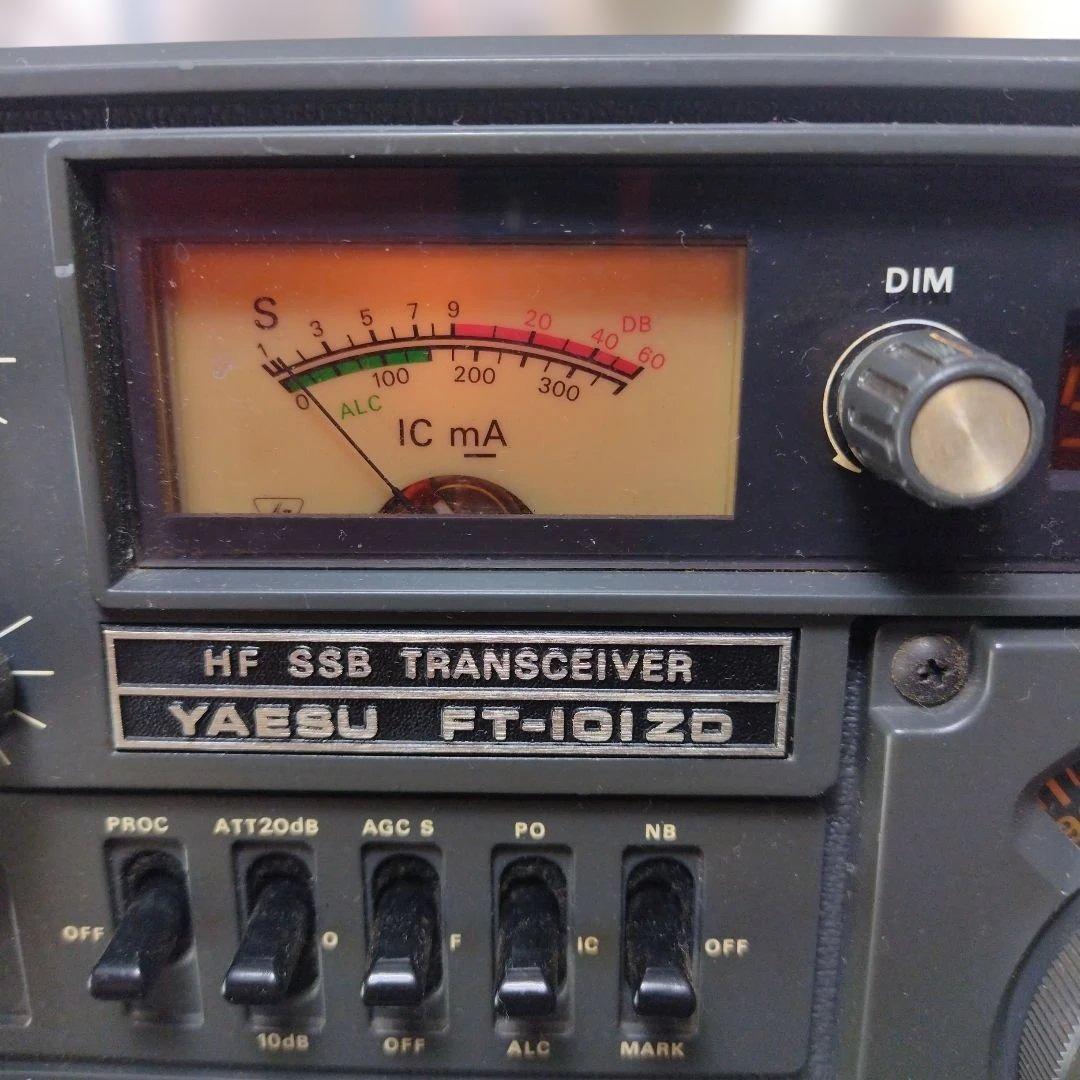 DIM
S
1 3 5 7 9 20 40 60 DB
0 100 200 300
ALC
IC mA
HF SSB TRANSCEIVER
YAESU FT-101ZD
PROC ATT20dB AGC S PO NB
OFF O F IC OFF
10dB OFF ALC MARK